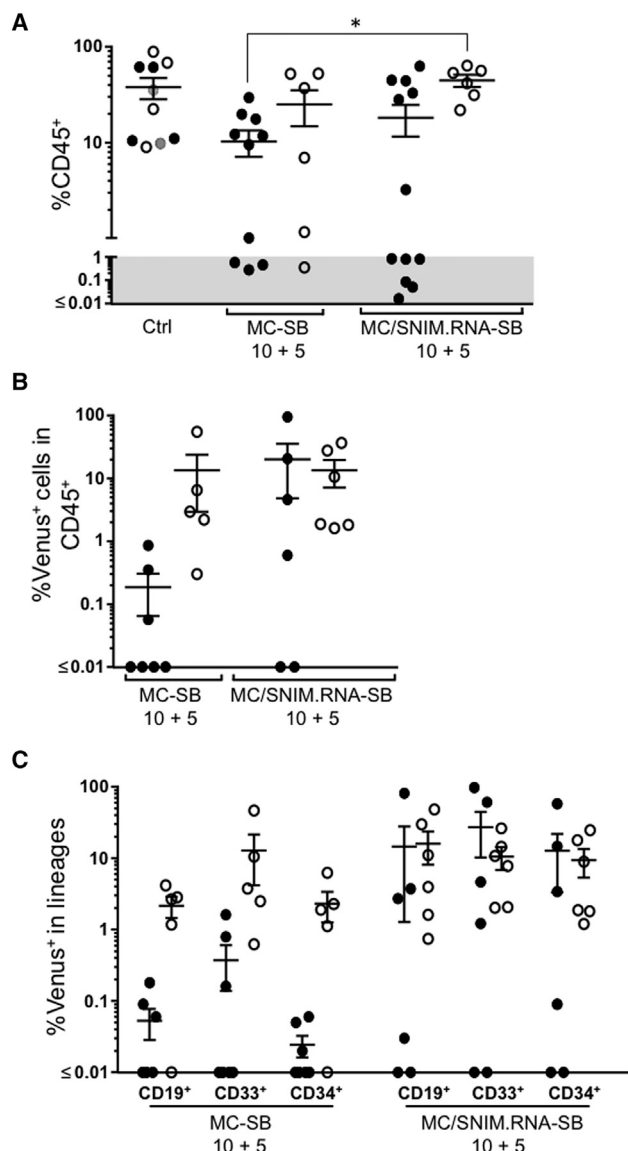 A
*
%CD45+
100
10
1
0.1
≤0.01
Ctrl
MC-SB
10 + 5
MC/SNIM.RNA-SB
10 + 5
B
%Venus+ cells in
CD45+
100
10
1
0.1
≤0.01
MC-SB
10 + 5
MC/SNIM.RNA-SB
10 + 5
C
%Venus+ in lineages
100
10
1
0.1
≤0.01
CD19+ CD33+ CD34+ CD19+ CD33+ CD34+
MC-SB
10 + 5
MC/SNIM.RNA-SB
10 + 5